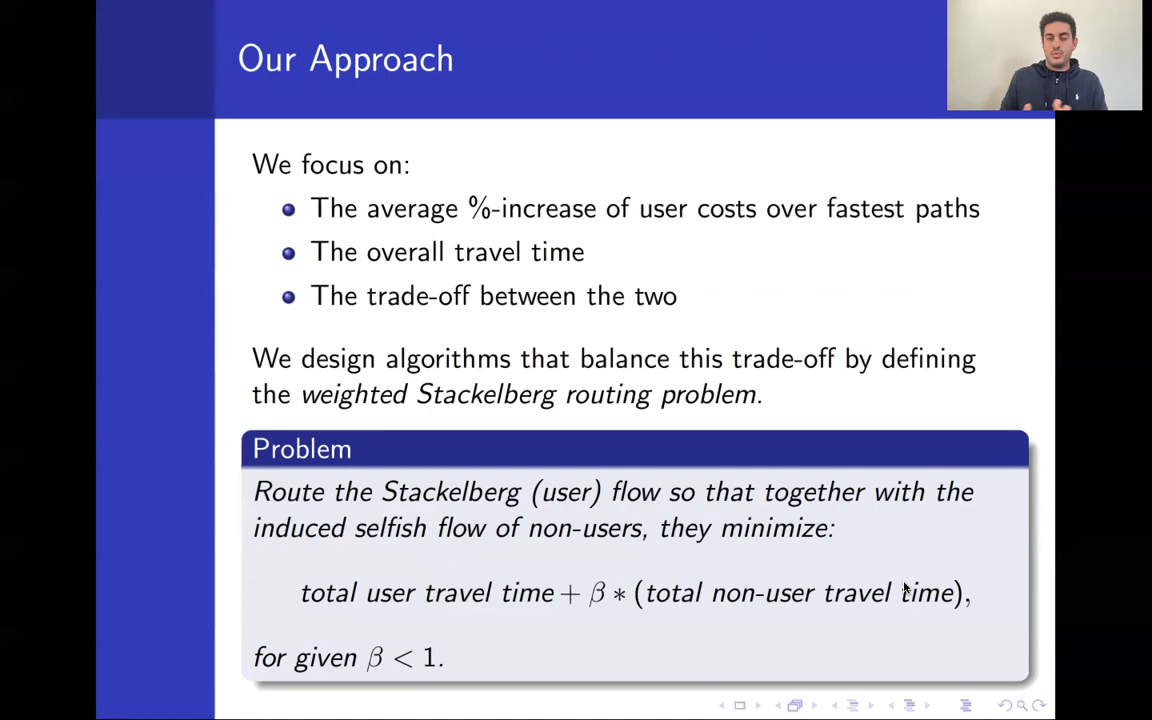 Our Approach
We focus on:
The average %-increase of user costs over fastest paths
The overall travel time
The trade-off between the two
We design algorithms that balance this trade-off by defining
the weighted Stackelberg routing problem.
Problem
Route the Stackelberg (user) flow so that together with the
induced selfish flow of non-users, they minimize:
total user travel time + β ∗ (total non-user travel time),
for given β < 1.